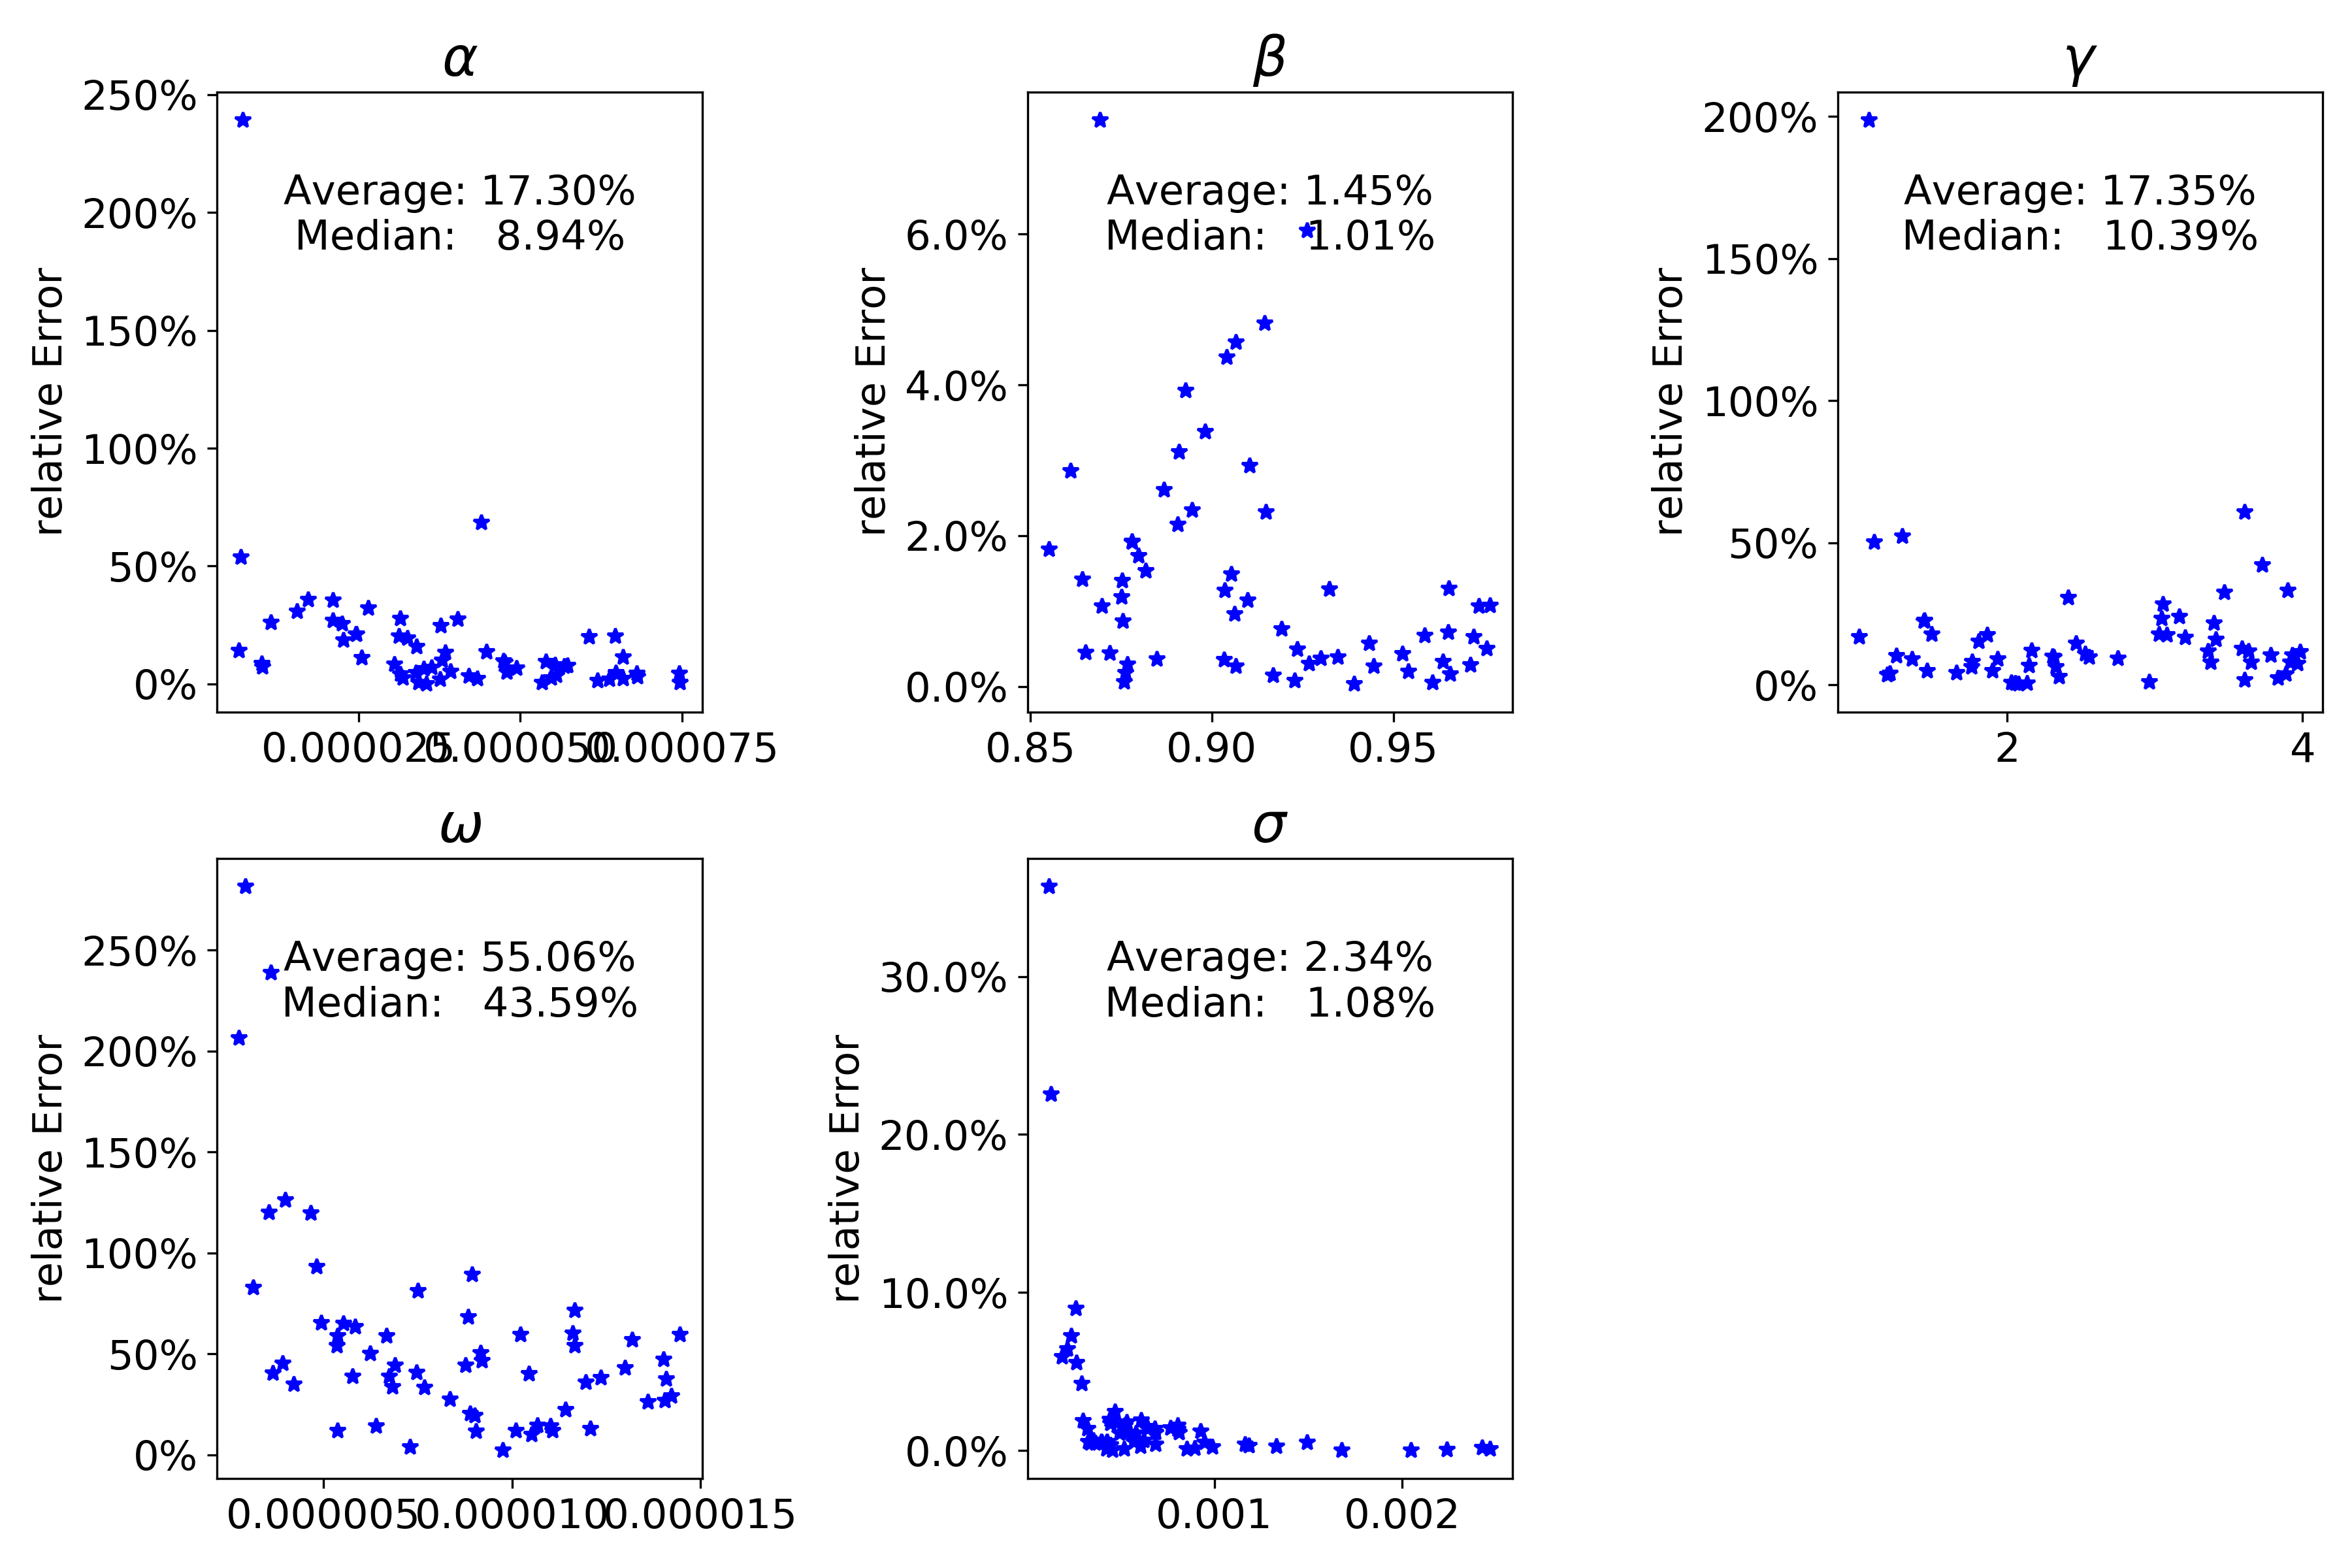 α
250%
200%
150%
100%
50%
0%
relative Error
Average: 17.30%
Median: 8.94%
0.000025
0.000050
0.000075
β
6.0%
4.0%
2.0%
0.0%
relative Error
Average: 1.45%
Median: 1.01%
0.85
0.90
0.95
γ
200%
150%
100%
50%
0%
relative Error
Average: 17.35%
Median: 10.39%
2
4
ω
250%
200%
150%
100%
50%
0%
relative Error
Average: 55.06%
Median: 43.59%
0.000005
0.000010
0.000015
σ
30.0%
20.0%
10.0%
0.0%
relative Error
Average: 2.34%
Median: 1.08%
0.001
0.002